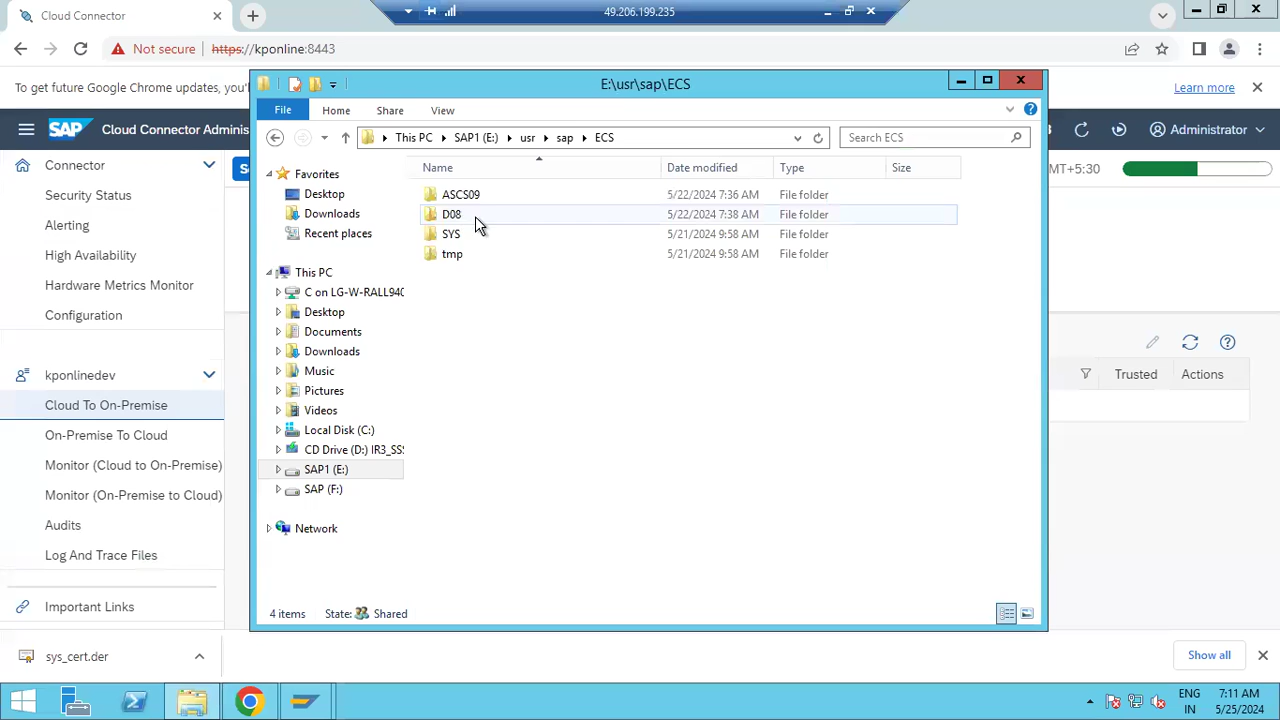 Cloud Connector
49.206.199.235
Not secure
https://kponline:8443
To get future Google Chrome updates, you'l
Learn more
E:\usr\sap\ECS
File
Home
Share
View
This PC
SAP1 (E:)
usr
sap
ECS
Search ECS
SAP
Cloud Connector Adminis
Administrator
MT+5:30
Connector
Security Status
Alerting
High Availability
Hardware Metrics Monitor
Configuration
kponlinedev
Cloud To On-Premise
On-Premise To Cloud
Monitor (Cloud to On-Premise)
Monitor (On-Premise to Cloud)
Audits
Log And Trace Files
Important Links
Favorites
Desktop
Downloads
Recent places
This PC
C on LG-W-RALL940
Desktop
Documents
Downloads
Music
Pictures
Videos
Local Disk (C:)
CD Drive (D:) IR3_SSS
SAP1 (E:)
SAP (F:)
Network
Name
Date modified
Type
Size
ASCS09
5/22/2024 7:36 AM
File folder
D08
5/22/2024 7:38 AM
File folder
SYS
5/21/2024 9:58 AM
File folder
tmp
5/21/2024 9:58 AM
File folder
4 items
State:
Shared
Trusted
Actions
sys_cert.der
Show all
ENG
IN
7:11 AM
5/25/2024